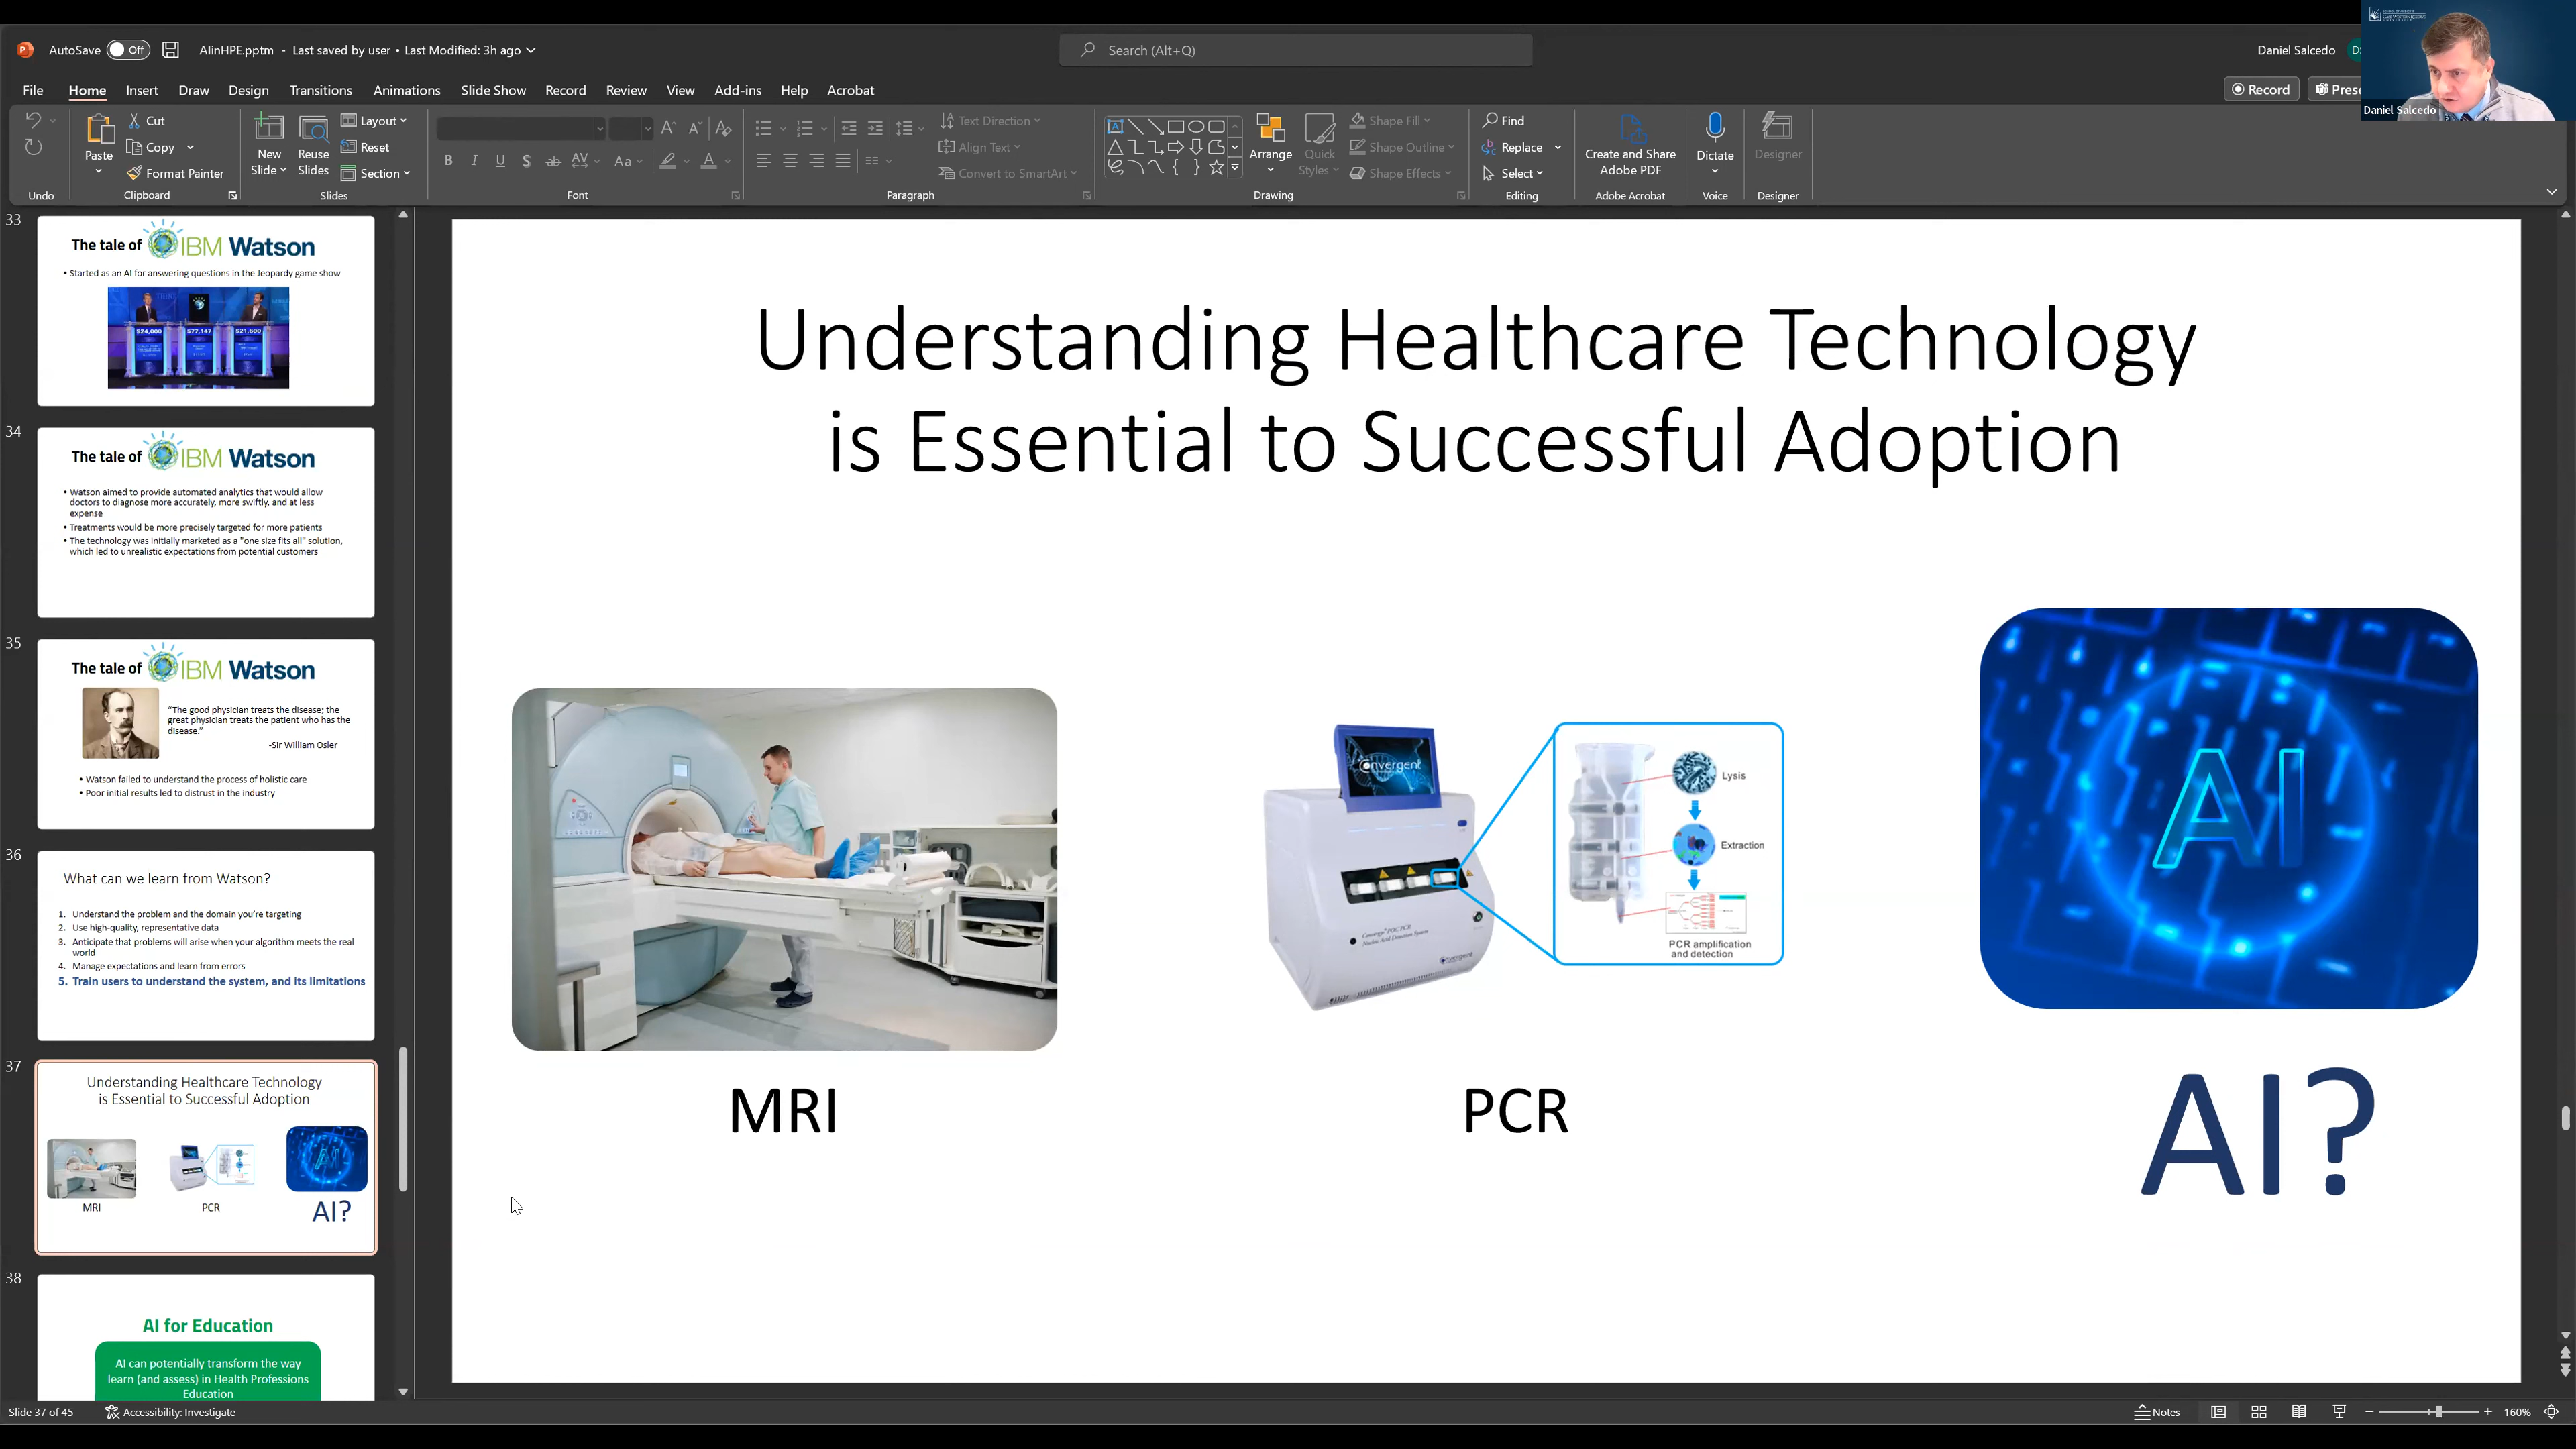 AutoSave Off AIinHPE.pptm - Last saved by user • Last Modified: 3h ago Search (Alt+Q) Daniel Salcedo
File Home Insert Draw Design Transitions Animations Slide Show Record Review View Add-ins Help Acrobat Record
Daniel Salcedo
Undo
Paste
Cut
Copy
Format Painter
Clipboard
New
Slide
Reuse
Slides
Layout
Reset
Section
Slides
B I U S ab AV Aa A
Font
Text Direction
Align Text
Convert to SmartArt
Paragraph
Arrange
Quick
Styles
Shape Fill
Shape Outline
Shape Effects
Drawing
Find
Replace
Select
Editing
Create and Share
Adobe PDF
Adobe Acrobat
Dictate
Voice
Designer
Designer
33
The tale of IBM Watson
• Started as an AI for answering questions in the Jeopardy game show
$24,000 $77,147 $21,600
34
The tale of IBM Watson
• Watson aimed to provide automated analytics that would allow
doctors to diagnose more accurately, more swiftly, and at less
expense
• Treatments would be more precisely targeted for more patients
• The technology was initially marketed as a "one size fits all" solution,
which led to unrealistic expectations from potential customers
35
The tale of IBM Watson
“The good physician treats the disease; the
great physician treats the patient who has the
disease.”
-Sir William Osler
• Watson failed to understand the process of holistic care
• Poor initial results led to distrust in the industry
36
What can we learn from Watson?
1. Understand the problem and the domain you’re targeting
2. Use high-quality, representative data
3. Anticipate that problems will arise when your algorithm meets the real
world
4. Manage expectations and learn from errors
5. Train users to understand the system, and its limitations
37
Understanding Healthcare Technology
is Essential to Successful Adoption
AI
MRI
PCR
AI?
38
AI for Education
AI can potentially transform the way
learn (and assess) in Health Professions
Education
Understanding Healthcare Technology
is Essential to Successful Adoption
Convergent
Lysis
Extraction
PCR amplification
and detection
AI
MRI
PCR
AI?
Slide 37 of 45 Accessibility: Investigate Notes 160%